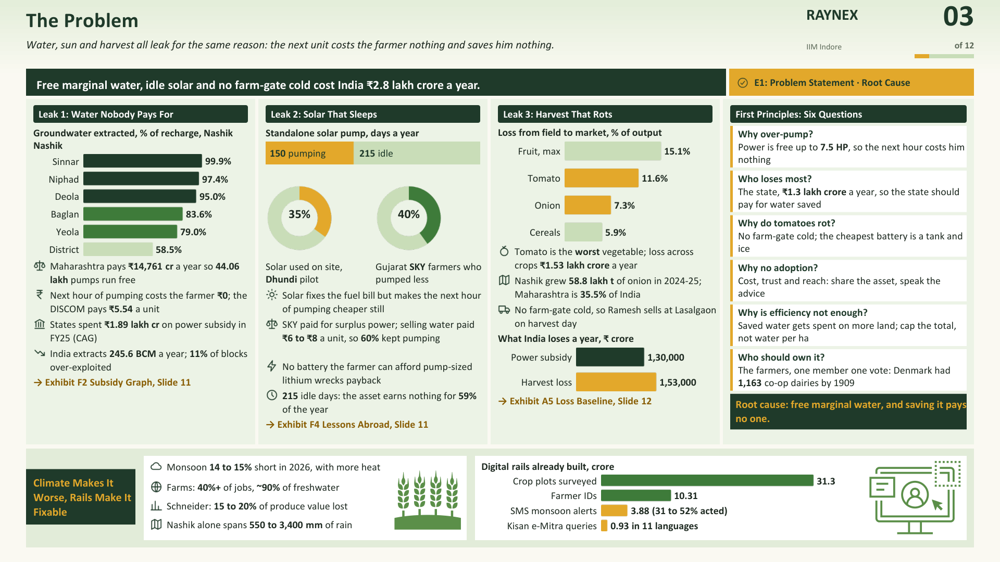 The Problem
Water, sun and harvest all leak for the same reason: the next unit costs the farmer nothing and saves him nothing.
RAYNEX
IIM Indore
03
of 12
Free marginal water, idle solar and no farm-gate cold cost India ₹2.8 lakh crore a year.
E1: Problem Statement · Root Cause
Leak 1: Water Nobody Pays For
Groundwater extracted, % of recharge, Nashik
Nashik
Sinnar 99.9%
Niphad 97.4%
Deola 95.0%
Baglan 83.6%
Yeola 79.0%
District 58.5%
Maharashtra pays ₹14,761 cr a year so 44.06
lakh pumps run free
Next hour of pumping costs the farmer ₹0; the
DISCOM pays ₹5.54 a unit
States spent ₹1.89 lakh cr on power subsidy in
FY25 (CAG)
India extracts 245.6 BCM a year; 11% of blocks
over-exploited
→ Exhibit F2 Subsidy Graph, Slide 11
Leak 2: Solar That Sleeps
Standalone solar pump, days a year
150 pumping 215 idle
35% 40%
Solar used on site,
Dhundi pilot
Gujarat SKY farmers who
pumped less
Solar fixes the fuel bill but makes the next hour
of pumping cheaper still
SKY paid for surplus power; selling water paid
₹6 to ₹8 a unit, so 60% kept pumping
No battery the farmer can afford pump-sized
lithium wrecks payback
215 idle days: the asset earns nothing for 59%
of the year
→ Exhibit F4 Lessons Abroad, Slide 11
Leak 3: Harvest That Rots
Loss from field to market, % of output
Fruit, max 15.1%
Tomato 11.6%
Onion 7.3%
Cereals 5.9%
Tomato is the worst vegetable; loss across
crops ₹1.53 lakh crore a year
Nashik grew 58.8 lakh t of onion in 2024-25;
Maharashtra is 35.5% of India
No farm-gate cold, so Ramesh sells at Lasalgaon
on harvest day
What India loses a year, ₹ crore
Power subsidy 1,30,000
Harvest loss 1,53,000
→ Exhibit A5 Loss Baseline, Slide 12
First Principles: Six Questions
Why over-pump?
Power is free up to 7.5 HP, so the next hour costs him
nothing
Who loses most?
The state, ₹1.3 lakh crore a year, so the state should
pay for water saved
Why do tomatoes rot?
No farm-gate cold; the cheapest battery is a tank and
ice
Why no adoption?
Cost, trust and reach: share the asset, speak the
advice
Why is efficiency not enough?
Saved water gets spent on more land; cap the total,
not water per ha
Who should own it?
The farmers, one member one vote: Denmark had
1,163 co-op dairies by 1909
Root cause: free marginal water, and saving it pays
no one.
Climate Makes It
Worse, Rails Make It
Fixable
Monsoon 14 to 15% short in 2026, with more heat
Farms: 40%+ of jobs, ~90% of freshwater
Schneider: 15 to 20% of produce value lost
Nashik alone spans 550 to 3,400 mm of rain
Digital rails already built, crore
Crop plots surveyed 31.3
Farmer IDs 10.31
SMS monsoon alerts 3.88 (31 to 52% acted)
Kisan e-Mitra queries 0.93 in 11 languages